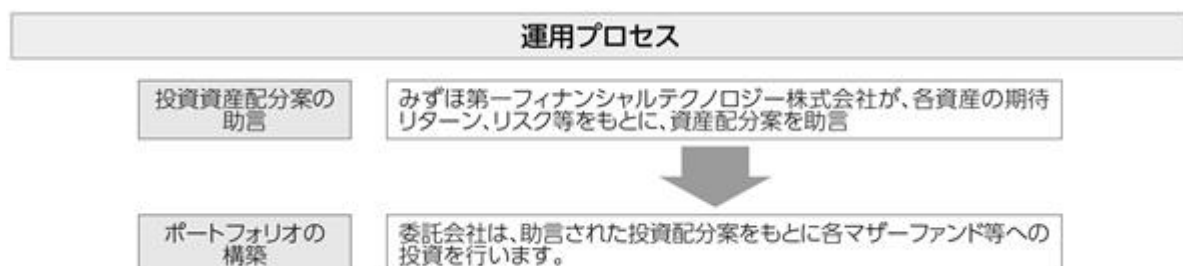 運用プロセス
投資資産配分案の
助言
みずほ第一フィナンシャルテクノロジー株式会社が、各資産の期待
リターン、リスク等をもとに、資産配分案を助言
ポートフォリオの
構築
委託会社は、助言された投資配分案をもとに各マザーファンド等への
投資を行います。